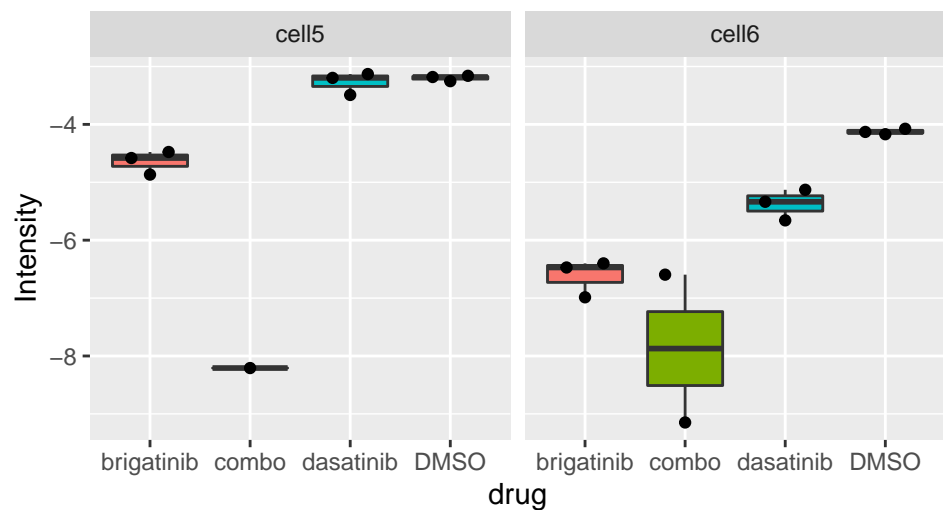 cell5 cell6
−4
−6
−8
Intensity
brigatinib combo dasatinib DMSO brigatinib combo dasatinib DMSO
drug